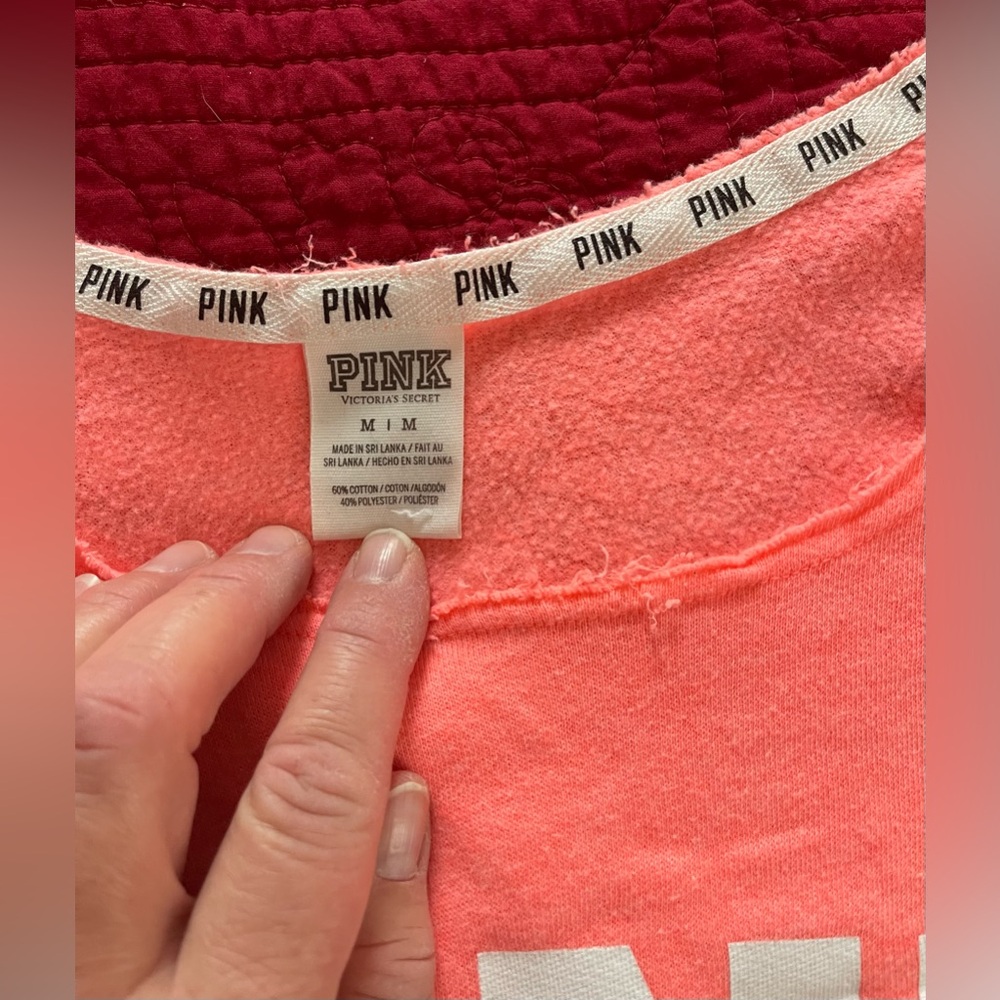 PINK PINK PINK PINK PINK PINK PINK
PINK
VICTORIA'S SECRET
M | M
MADE IN SRI LANKA / FAIT AU
SRI LANKA / HECHO EN SRI LANKA
60% COTTON / COTON /ALGODÓN
40% POLYESTER / POLIÉSTER